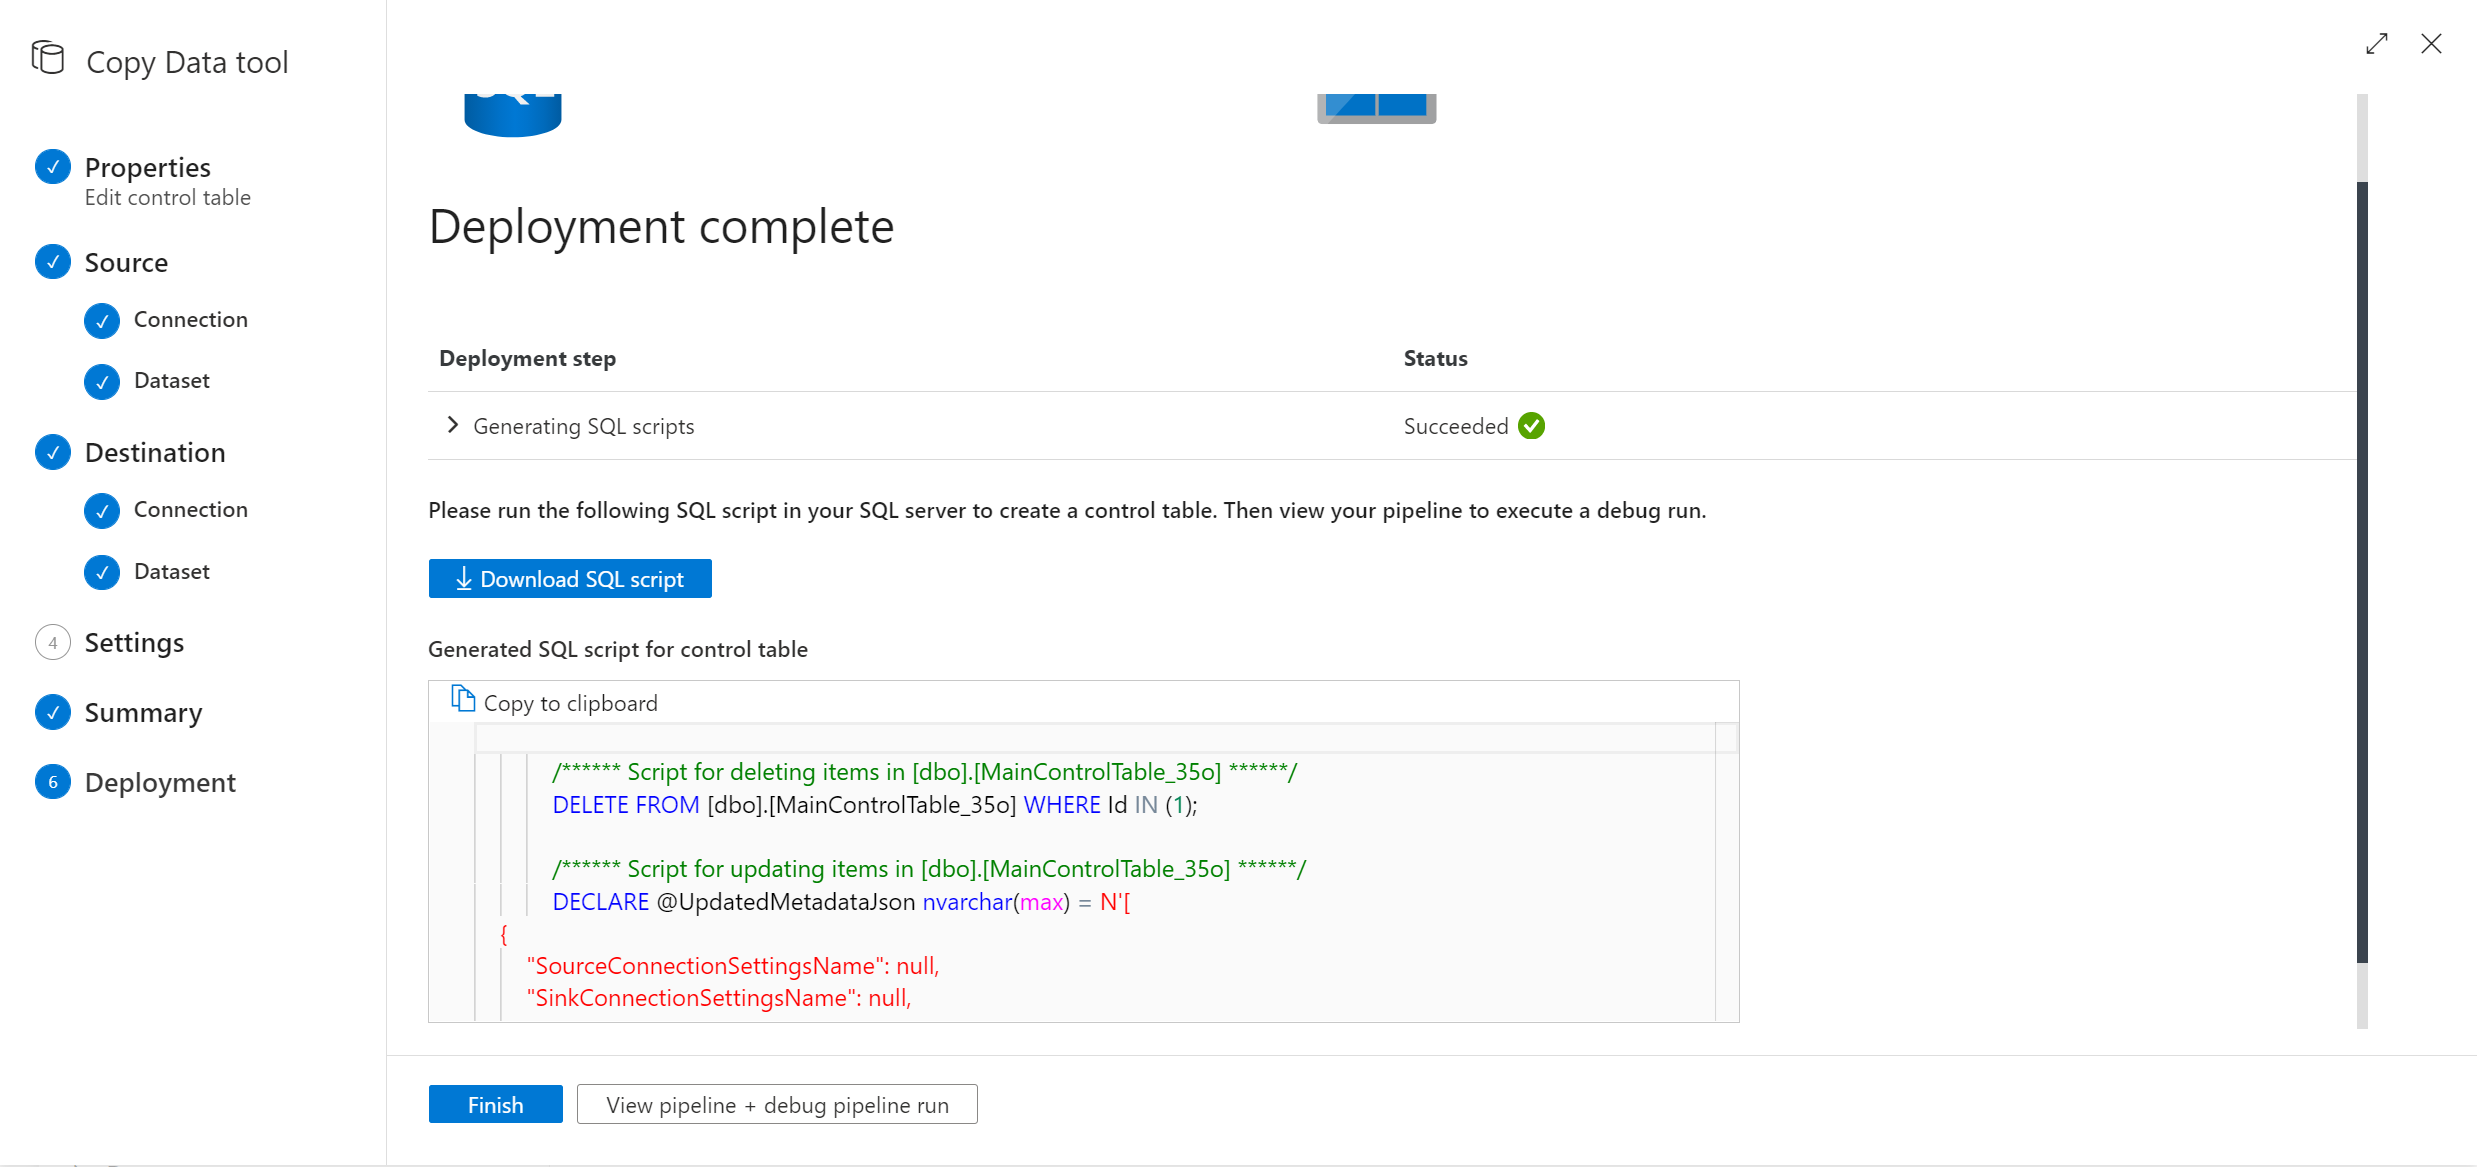 Copy Data tool
Properties
Edit control table
Source
Connection
Dataset
Destination
Connection
Dataset
4 Settings
Summary
6 Deployment
Deployment complete
Deployment step Status
Generating SQL scripts Succeeded
Please run the following SQL script in your SQL server to create a control table. Then view your pipeline to execute a debug run.
Download SQL script
Generated SQL script for control table
Copy to clipboard
/****** Script for deleting items in [dbo].[MainControlTable_35o] ******/
DELETE FROM [dbo].[MainControlTable_35o] WHERE Id IN (1);
/****** Script for updating items in [dbo].[MainControlTable_35o] ******/
DECLARE @UpdatedMetadataJson nvarchar(max) = N'[
{
"SourceConnectionSettingsName": null,
"SinkConnectionSettingsName": null,
Finish View pipeline + debug pipeline run